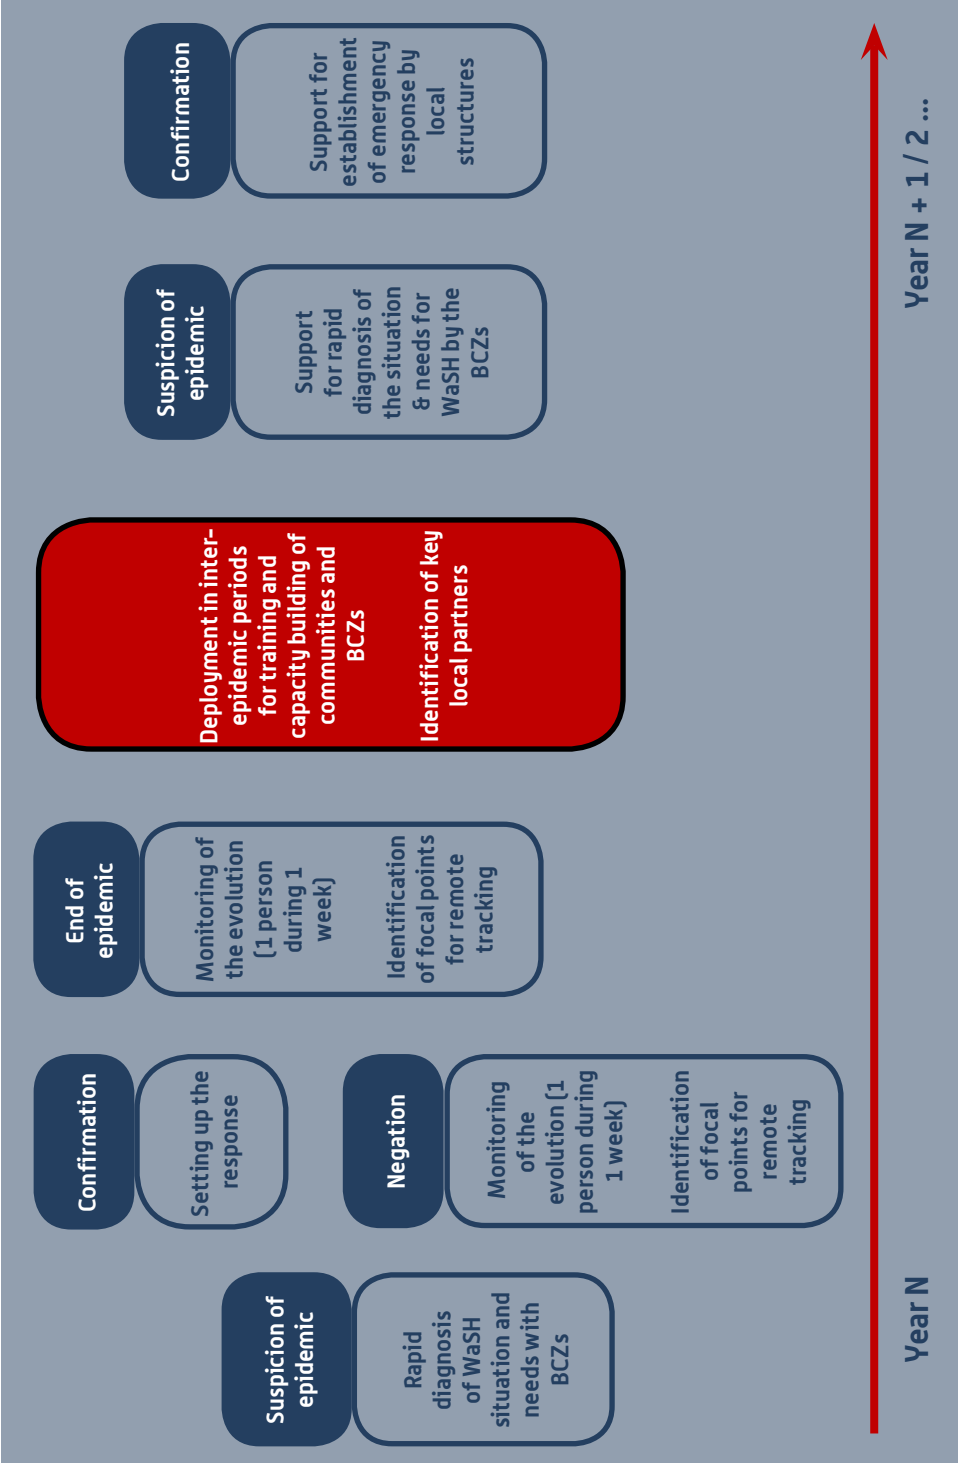 Suspicion of
epidemic
Rapid
diagnosis
of WaSH
situation and
needs with
BCZs
Confirmation
Setting up the
response
Negation
Monitoring
of the
evolution (1
person during
1 week)
Identification
of focal
points for
remote
tracking
End of
epidemic
Monitoring of
the evolution
(1 person
during 1
week)
Identification
of focal points
for remote
tracking
Deployment in inter-
epidemic periods
for training and
capacity building of
communities and
BCZs
Identification of key
local partners
Suspicion of
epidemic
Support
for rapid
diagnosis of
the situation
& needs for
WaSH by the
BCZs
Confirmation
Support for
establishment
of emergency
response by
local
structures
Year N
Year N + 1 / 2 ...